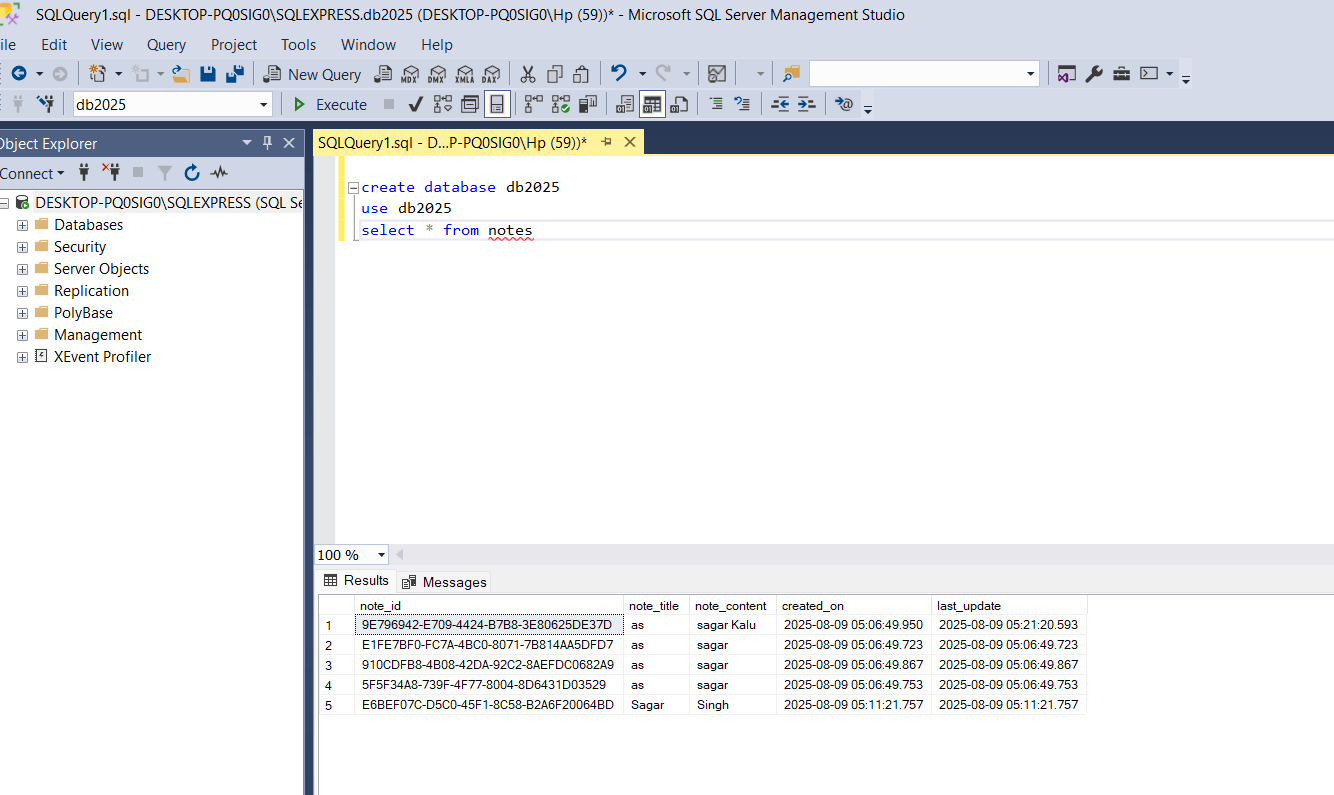 SQLQuery1.sql - DESKTOP-PQ0SIG0\SQLEXPRESS.db2025 (DESKTOP-PQ0SIG0\Hp (59))* - Microsoft SQL Server Management Studio
ile Edit View Query Project Tools Window Help
New Query MDX DMX XMLA DAX
db2025 Execute
Object Explorer
SQLQuery1.sql - D...P-PQ0SIG0\Hp (59))*
Connect
DESKTOP-PQ0SIG0\SQLEXPRESS (SQL Se
Databases
Security
Server Objects
Replication
PolyBase
Management
XEvent Profiler
create database db2025
use db2025
select * from notes
100 %
Results Messages
note_id note_title note_content created_on last_update
1 9E796942-E709-4424-B7B8-3E80625DE37D as sagar Kalu 2025-08-09 05:06:49.950 2025-08-09 05:21:20.593
2 E1FE7BF0-FC7A-4BC0-8071-7B814AA5DFD7 as sagar 2025-08-09 05:06:49.723 2025-08-09 05:06:49.723
3 910CDFB8-4B08-42DA-92C2-8AEFDC0682A9 as sagar 2025-08-09 05:06:49.867 2025-08-09 05:06:49.867
4 5F5F34A8-739F-4F77-8004-8D6431D03529 as sagar 2025-08-09 05:06:49.753 2025-08-09 05:06:49.753
5 E6BEF07C-D5C0-45F1-8C58-B2A6F20064BD Sagar Singh 2025-08-09 05:11:21.757 2025-08-09 05:11:21.757